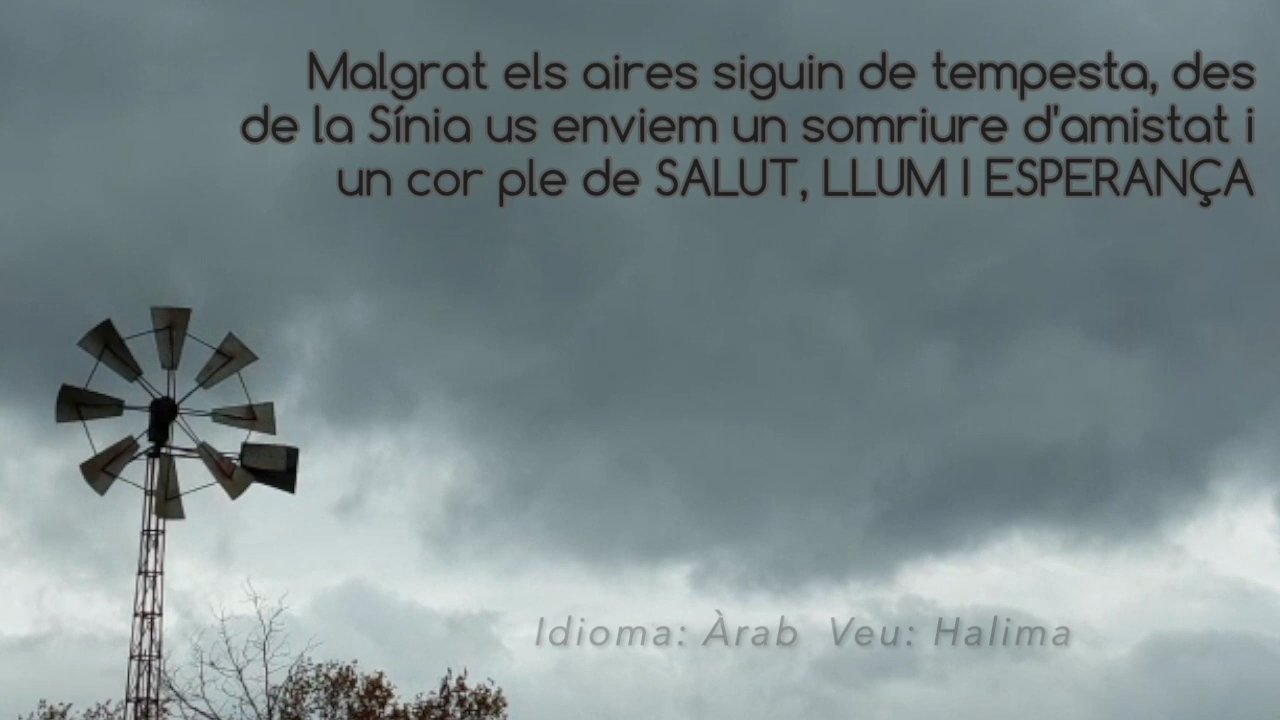 Malgrat els aires siguin de tempesta, des
de la Sínia us enviem un somriure d'amistat i
un cor ple de SALUT, LLUM I ESPERANÇA
Idioma: Àrab Veu: Halima